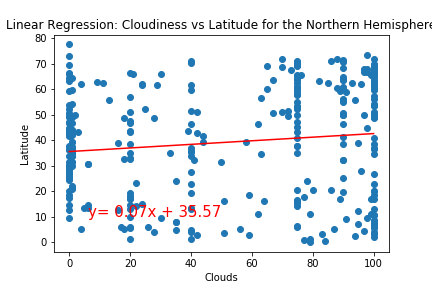 Linear Regression: Cloudiness vs Latitude for the Northern Hemisphere
80
70
60
50
40
30
20
10
0
Latitude
y= 0.07x + 35.57
0 20 40 60 80 100
Clouds